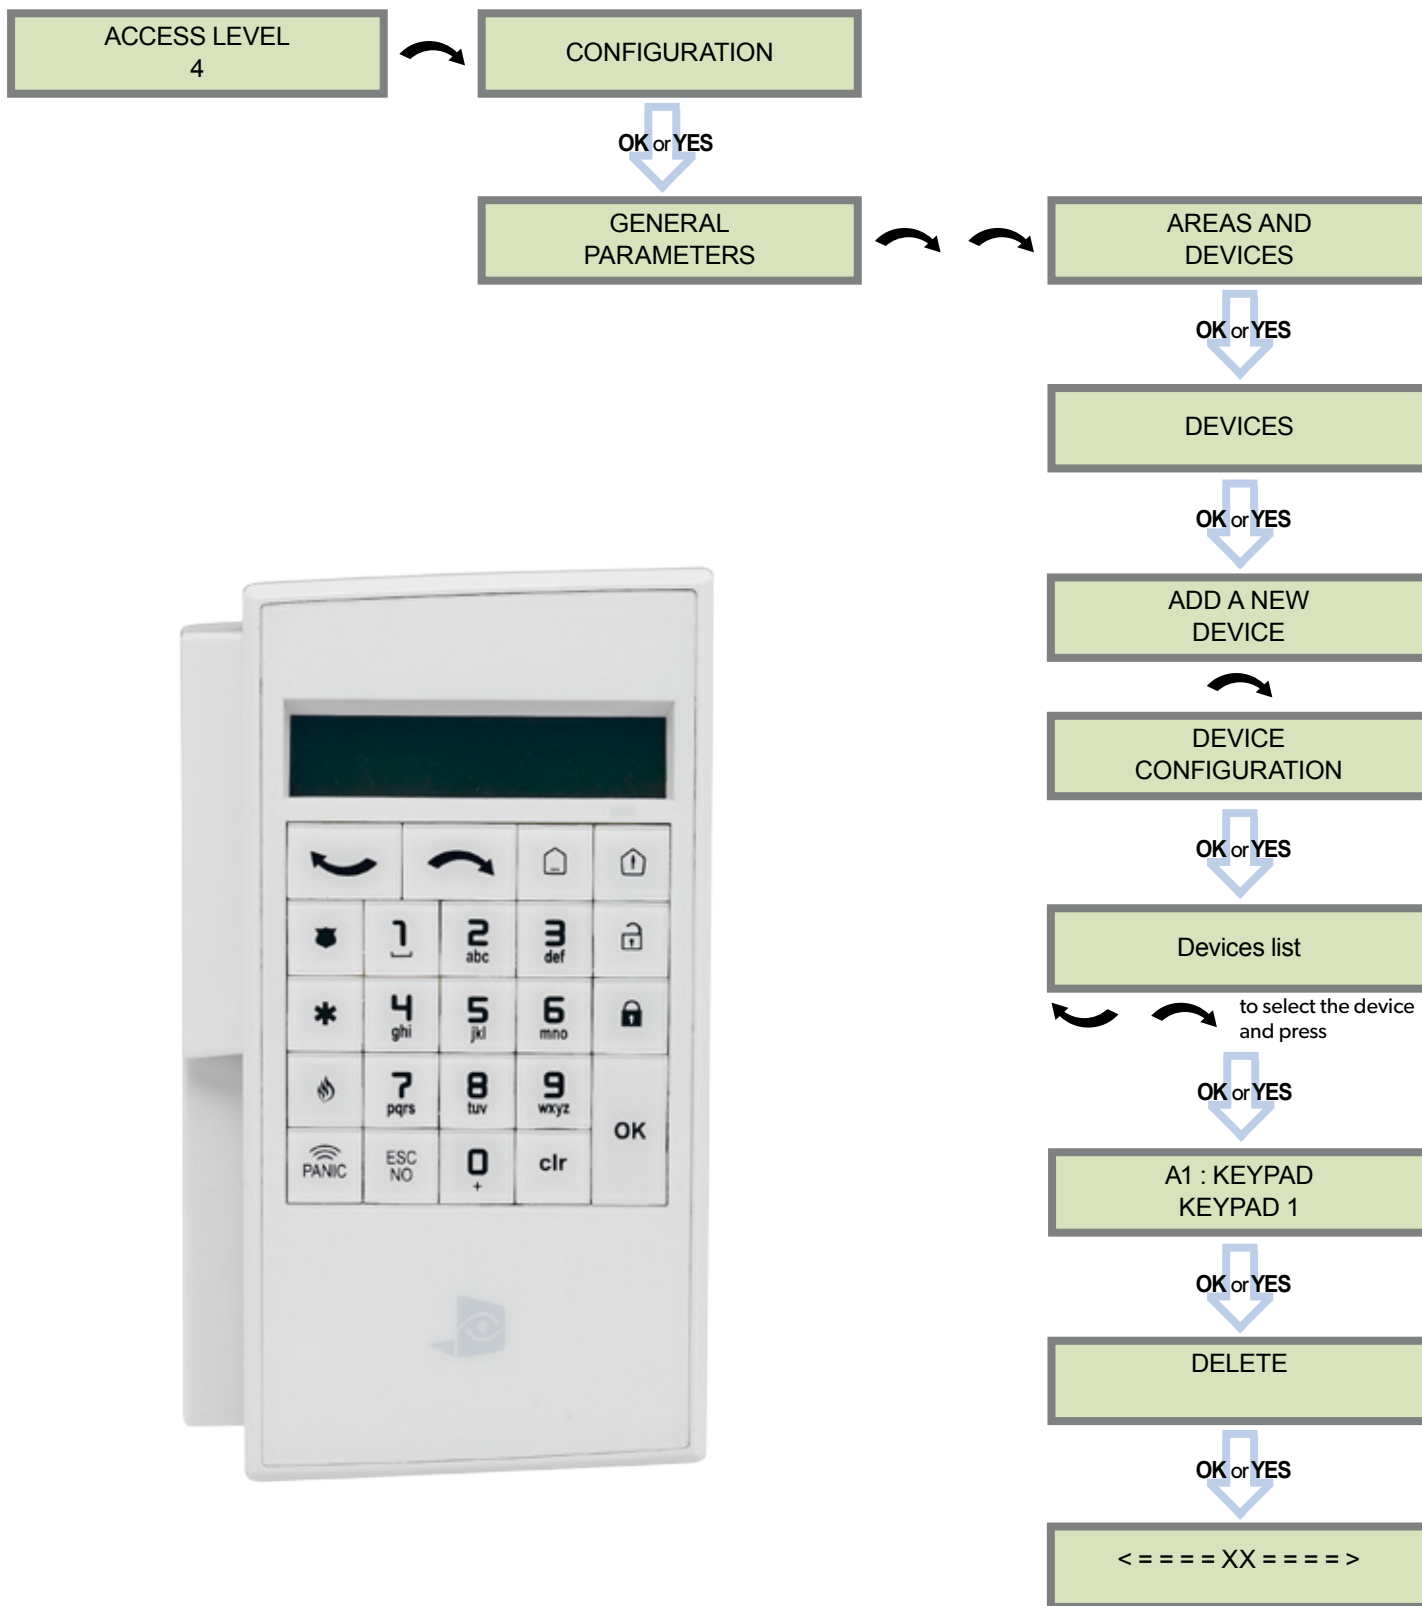 ACCESS LEVEL
4
CONFIGURATION
OK or YES
GENERAL
PARAMETERS
AREAS AND
DEVICES
OK or YES
DEVICES
OK or YES
ADD A NEW
DEVICE
DEVICE
CONFIGURATION
OK or YES
Devices list
to select the device
and press
OK or YES
A1 : KEYPAD
KEYPAD 1
OK or YES
DELETE
OK or YES
< = = = = XX = = = = >
1 2 3
abc def
4 5 6
ghi jkl mno
7 8 9
pqrs tuv wxyz
OK
PANIC ESC NO 0 + clr